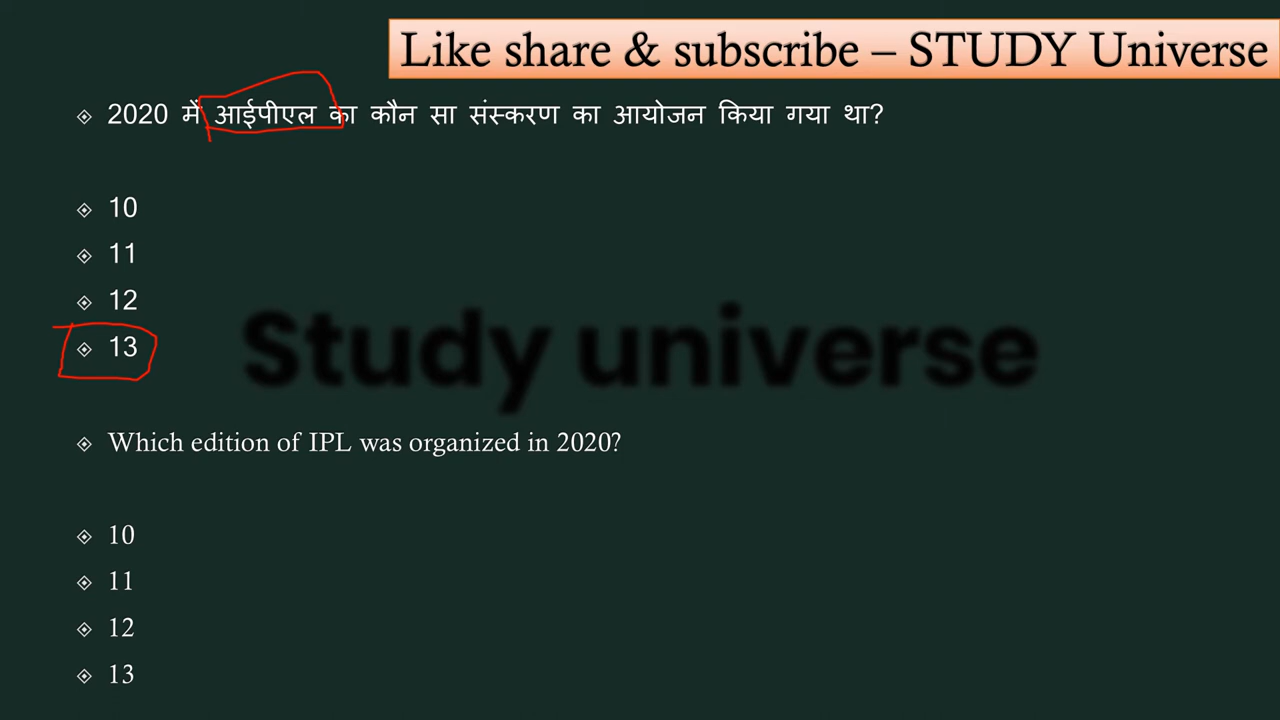 Like share & subscribe – STUDY Universe
2020 में आईपीएल का कौन सा संस्करण का आयोजन किया गया था?
10
11
12
13
Study universe
Which edition of IPL was organized in 2020?
10
11
12
13